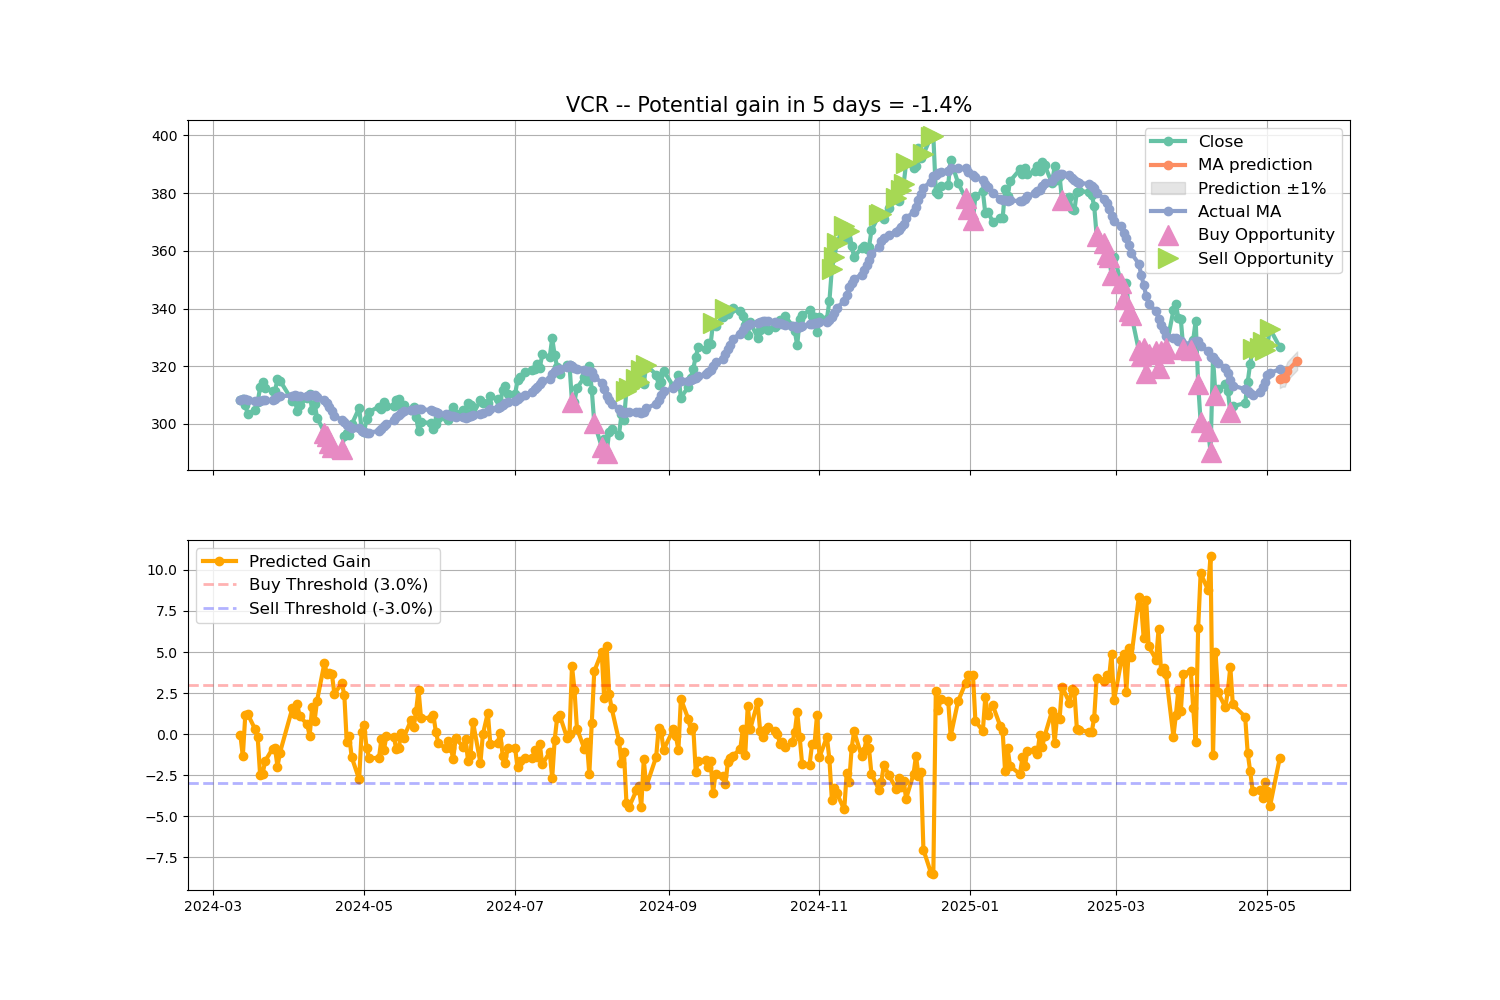 VCR -- Potential gain in 5 days = -1.4%
400
380
360
340
320
300
Close
MA prediction
Prediction ±1%
Actual MA
Buy Opportunity
Sell Opportunity
10.0
7.5
5.0
2.5
0.0
−2.5
−5.0
−7.5
Predicted Gain
Buy Threshold (3.0%)
Sell Threshold (-3.0%)
2024-03
2024-05
2024-07
2024-09
2024-11
2025-01
2025-03
2025-05